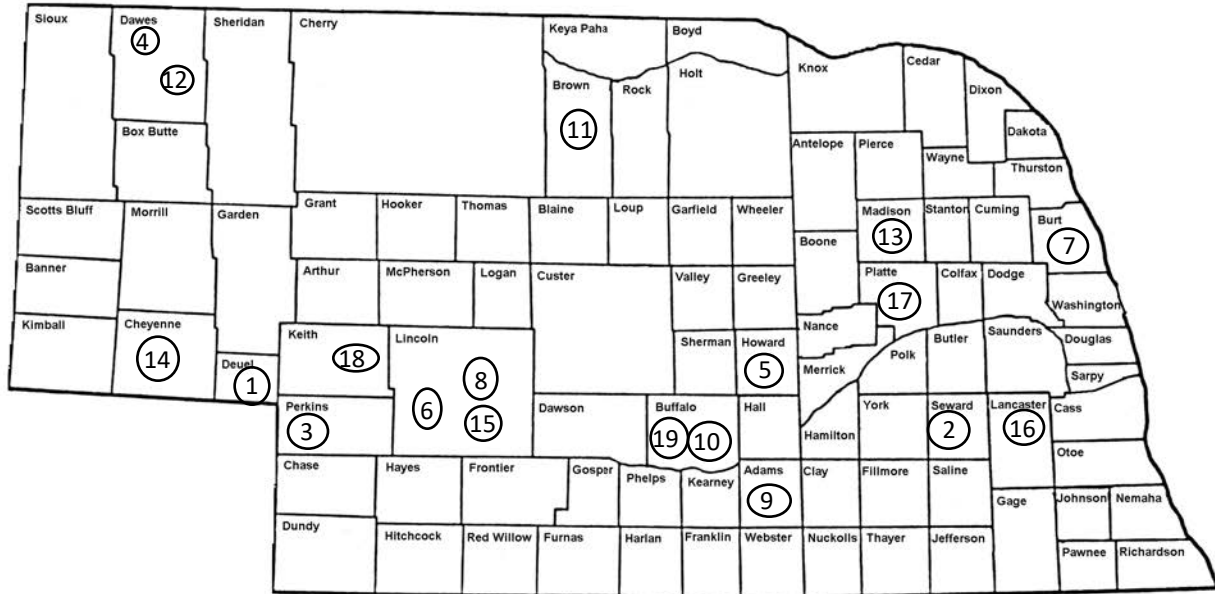 Sioux
Dawes
Sheridan
Cherry
Keya Paha
Boyd
4
12
Knox
Cedar
Holt
Brown
Rock
Dixon
11
Box Butte
Dakota
Antelope
Pierce
Wayne
Thurston
Scotts Bluff
Morrill
Garden
Grant
Hooker
Thomas
Blaine
Loup
Garfield
Wheeler
Madison
Stanton
Cuming
Burt
13
7
Boone
Banner
Arthur
McPherson
Logan
Custer
Valley
Greeley
Platte
Colfax
Dodge
17
Washington
Kimball
Cheyenne
Keith
Lincoln
Sherman
Howard
Nance
Butler
Saunders
Douglas
14
Deuel
1
18
8
5
Merrick
Polk
Sarpy
Perkins
3
6
15
Dawson
Buffalo
19
10
Hall
Hamilton
York
Seward
2
Lancaster
16
Cass
Otoe
Chase
Hayes
Frontier
Gosper
Phelps
Kearney
Adams
9
Clay
Fillmore
Saline
Gage
Johnson
Nemaha
Dundy
Hitchcock
Red Willow
Furnas
Harlan
Franklin
Webster
Nuckolls
Thayer
Jefferson
Pawnee
Richardson